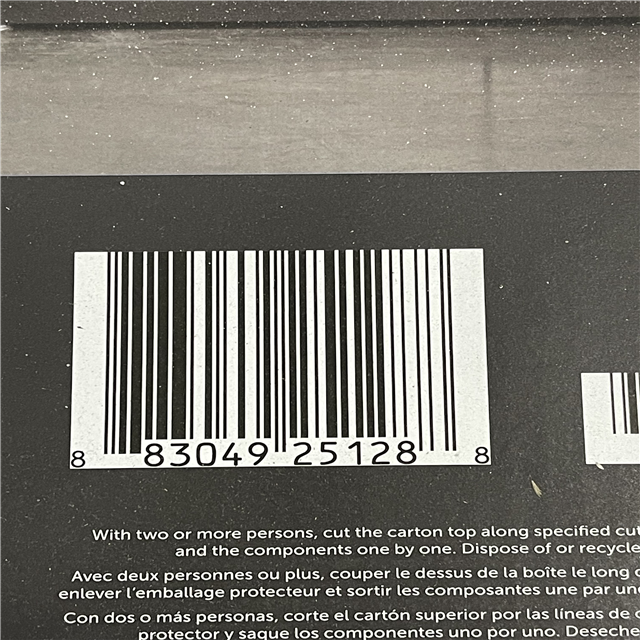 8 83049 25128 8
With two or more persons, cut the carton top along specified cut
and the components one by one. Dispose of or recycle
Avec deux personnes ou plus, couper le dessus de la boîte le long
enlever l'emballage protecteur et sortir les composantes une par une
Con dos o más personas, corte el cartón superior por las líneas de
protector y saque los componentes uno por uno. Deseche